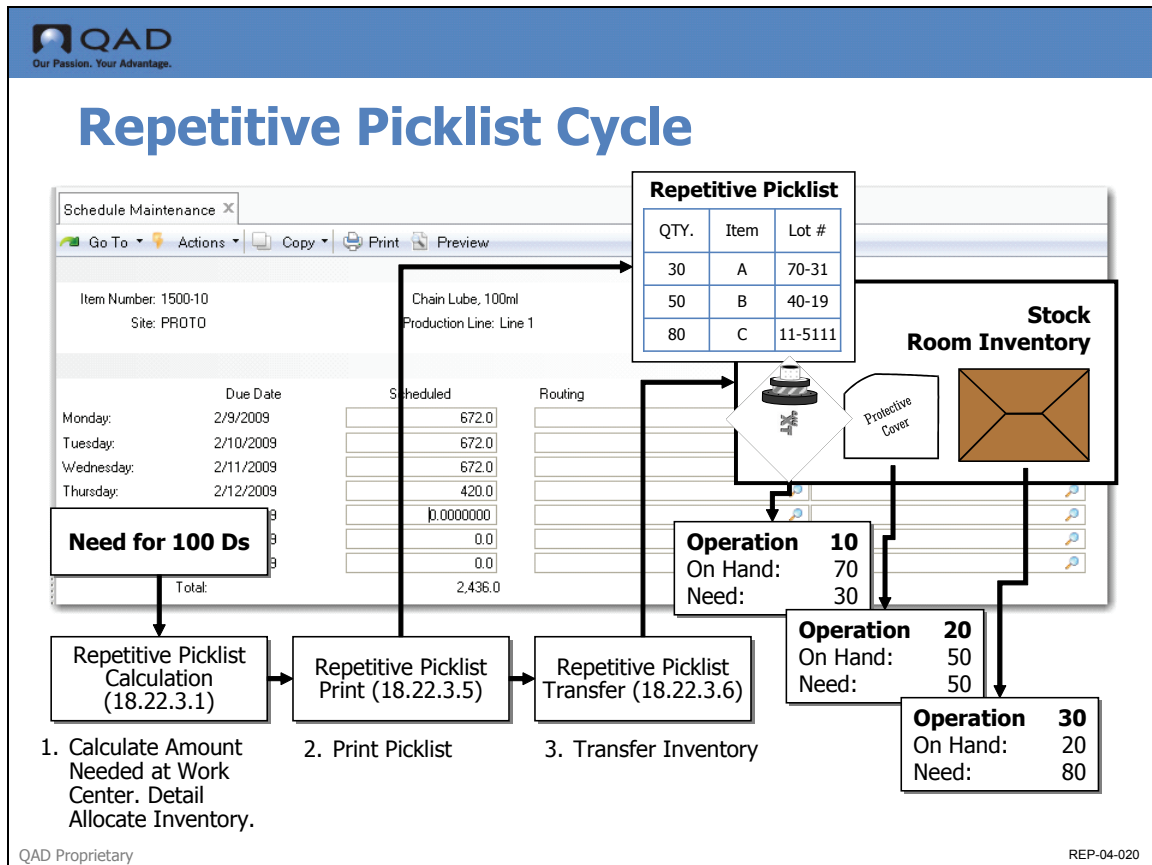 QAD
Our Passion. Your Advantage.
Repetitive Picklist Cycle
Schedule Maintenance X
Go To Actions Copy Print Preview
Item Number: 1500-10 Chain Lube, 100ml
Site: PROTO Production Line: Line 1
Due Date Scheduled Routing
Monday: 2/9/2009 672.0
Tuesday: 2/10/2009 672.0
Wednesday: 2/11/2009 672.0
Thursday: 2/12/2009 420.0
9 0.0000000
0.0
9 0.0
Total: 2,436.0
Need for 100 Ds
Repetitive Picklist
QTY. Item Lot #
30 A 70-31
50 B 40-19
80 C 11-5111
Stock
Room Inventory
Protective
Cover
Operation 10
On Hand: 70
Need: 30
Operation 20
On Hand: 50
Need: 50
Operation 30
On Hand: 20
Need: 80
Repetitive Picklist
Calculation
(18.22.3.1)
Repetitive Picklist
Print (18.22.3.5)
Repetitive Picklist
Transfer (18.22.3.6)
1. Calculate Amount
Needed at Work
Center. Detail
Allocate Inventory.
2. Print Picklist
3. Transfer Inventory
QAD Proprietary
REP-04-020